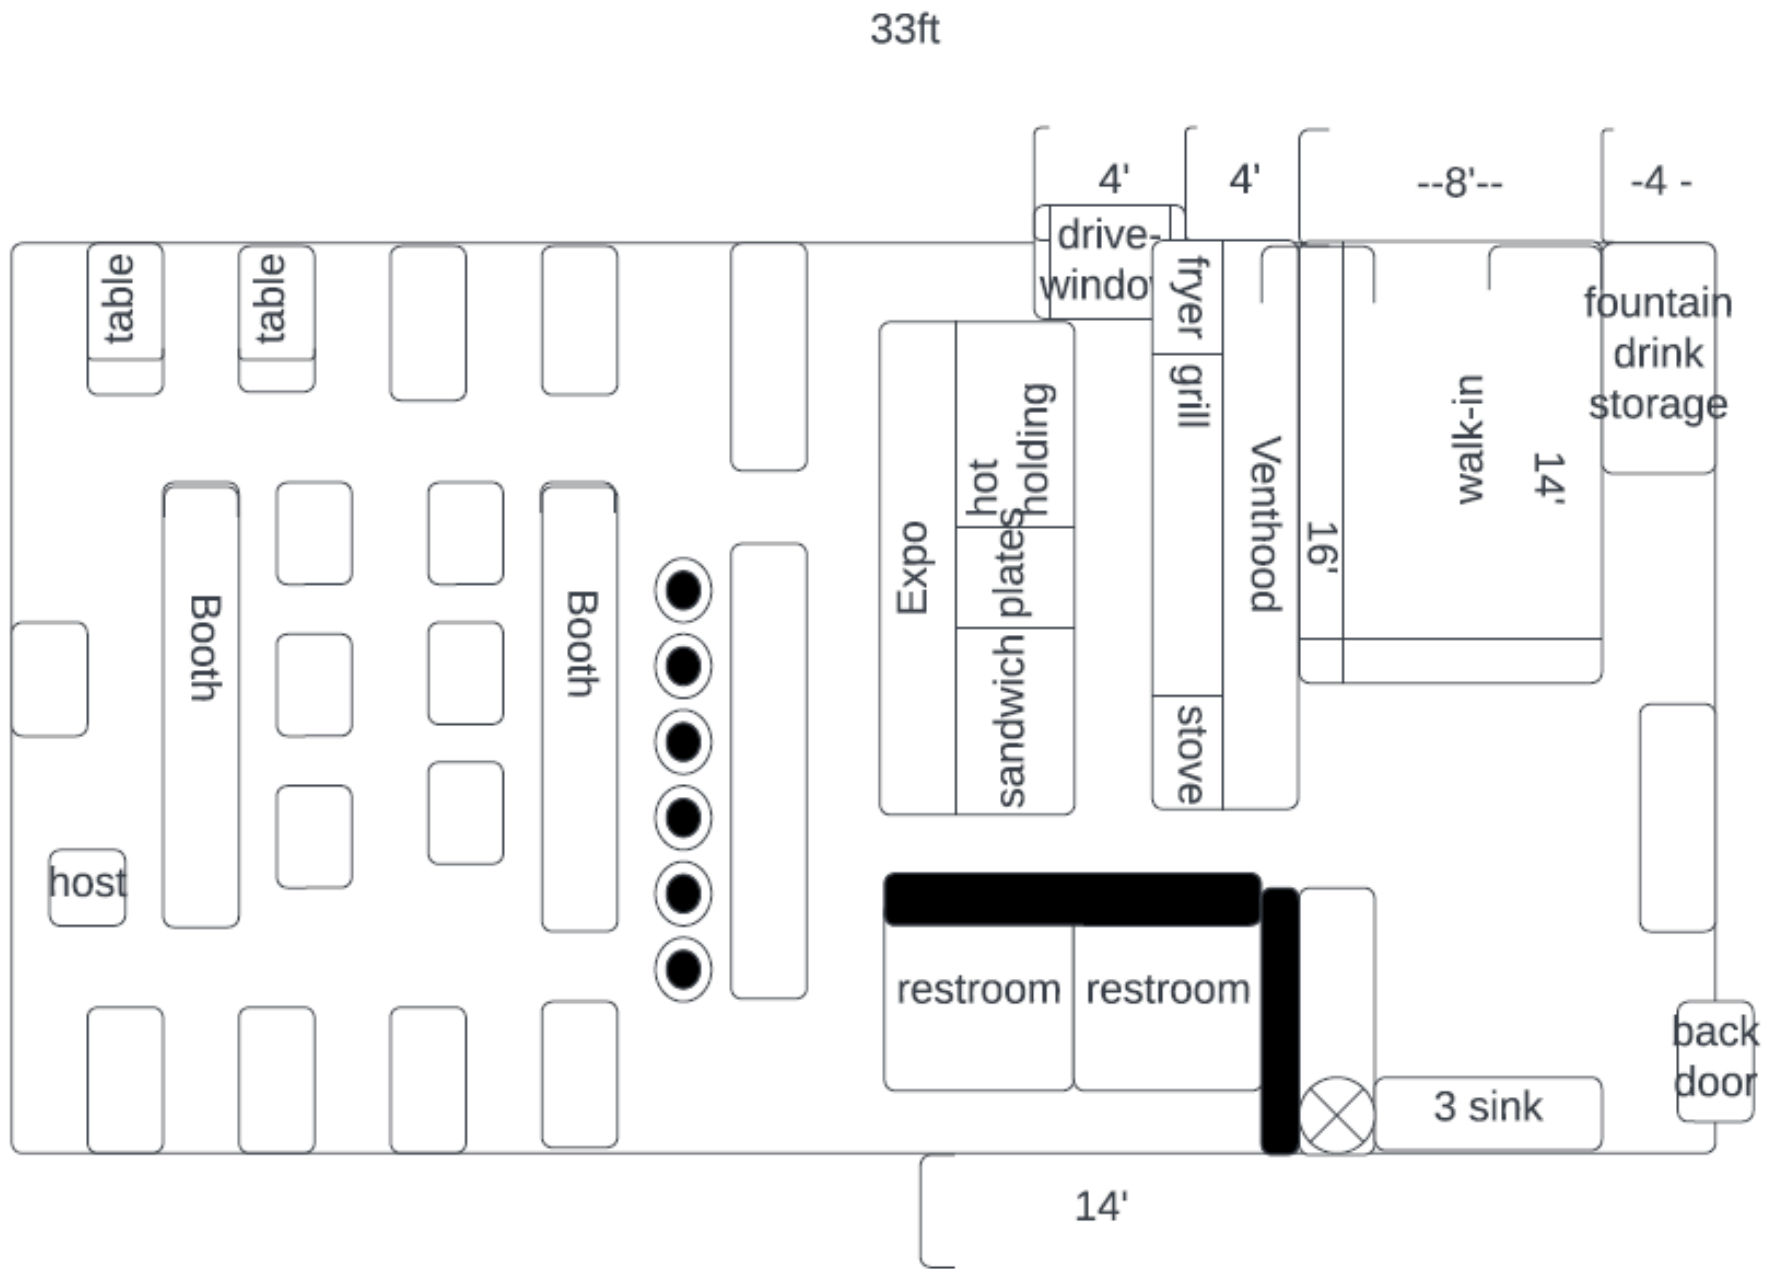 33ft
4'
4'
--8'--
-4 -
drive-
windo
table
table
fryer
grill
fountain
drink
storage
hot
holding
walk-in
14'
Venthood
16'
Expo
plates
sandwich
stove
Booth
Booth
host
restroom
restroom
back
door
3 sink
14'